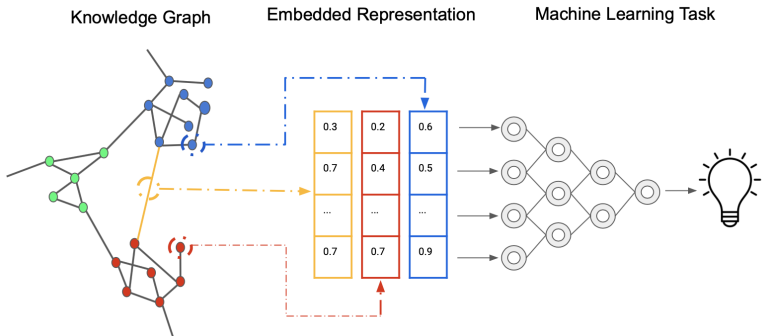 Knowledge Graph
Embedded Representation
Machine Learning Task
0.3 0.2 0.6
0.7 0.4 0.5
... ... ...
0.7 0.7 0.9